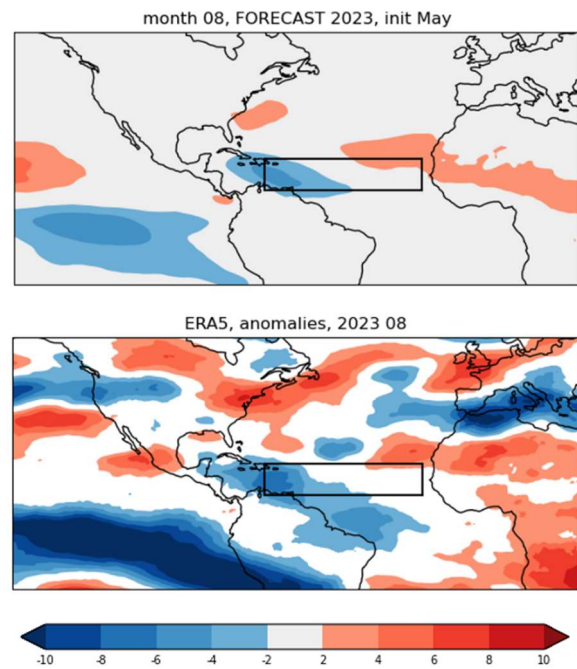 month 08, FORECAST 2023, init May
ERA5, anomalies, 2023 08
-10 -8 -6 -4 -2 2 4 6 8 10